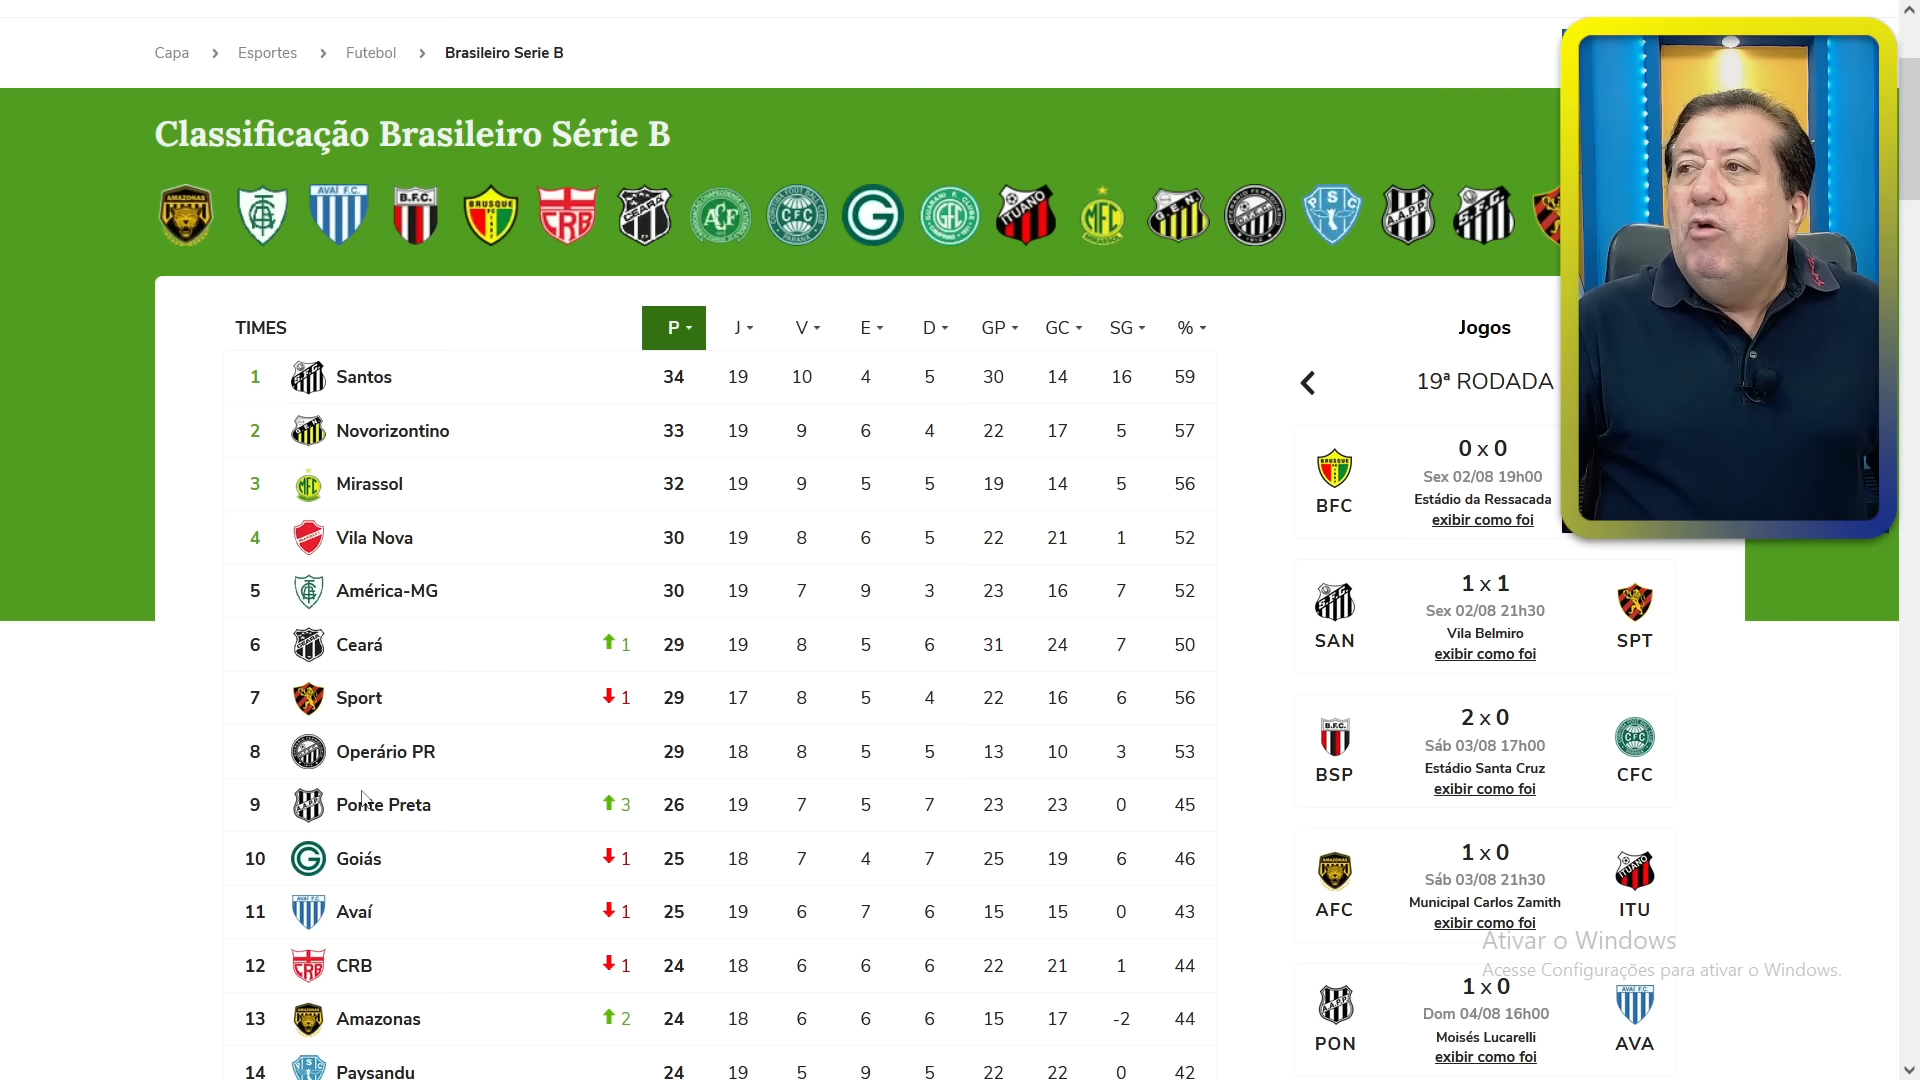 Capa > Esportes > Futebol > Brasileiro Serie B
Classificação Brasileiro Série B
TIMES P J V E D GP GC SG %
1 Santos 34 19 10 4 5 30 14 16 59
2 Novorizontino 33 19 9 6 4 22 17 5 57
3 Mirassol 32 19 9 5 5 19 14 5 56
4 Vila Nova 30 19 8 6 5 22 21 1 52
5 América-MG 30 19 7 9 3 23 16 7 52
6 Ceará 1 29 19 8 5 6 31 24 7 50
7 Sport 1 29 17 8 5 4 22 16 6 56
8 Operário PR 29 18 8 5 5 13 10 3 53
9 Ponte Preta 3 26 19 7 5 7 23 23 0 45
10 Goiás 1 25 18 7 4 7 25 19 6 46
11 Avaí 1 25 19 6 7 6 15 15 0 43
12 CRB 1 24 18 6 6 6 22 21 1 44
13 Amazonas 2 24 18 6 6 6 15 17 -2 44
14 Paysandu 24 19 5 9 5 22 22 0 42
Jogos
19ª RODADA
0 x 0
Sex 02/08 19h00
BFC
Estádio da Ressacada
exibir como foi
1 x 1
Sex 02/08 21h30
Vila Belmiro
SAN SPT
exibir como foi
2 x 0
Sáb 03/08 17h00
Estádio Santa Cruz
BSP CFC
exibir como foi
1 x 0
Sáb 03/08 21h30
Municipal Carlos Zamith
AFC ITU
exibir como foi
Ativar o Windows
Acesse Configurações para ativar o Windows.
1 x 0
Dom 04/08 16h00
Moisés Lucarelli
PON AVA
exibir como foi